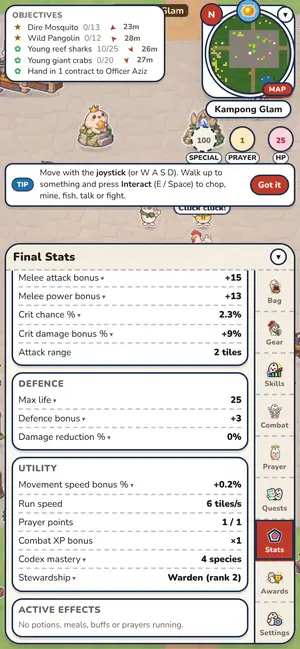 OBJECTIVES
Dire Mosquito 0/13 23m
Wild Pangolin 0/12 28m
Young reef sharks 10/25 26m
Young giant crabs 0/20 27m
Hand in 1 contract to Officer Aziz
Glam
N
MAP
Kampong Glam
100
1
25
SPECIAL
PRAYER
HP
TIP
Move with the joystick (or W A S D). Walk up
to something and press Interact (E / Space) to chop,
mine, fish, talk or fight.
Got it
Cluck cluck!
Final Stats
Melee attack bonus +15
Melee power bonus +13
Crit chance % 2.3%
Crit damage bonus % +9%
Attack range 2 tiles
DEFENCE
Max life 25
Defence bonus +3
Damage reduction % 0%
UTILITY
Movement speed bonus % +0.2%
Run speed 6 tiles/s
Prayer points 1 / 1
Combat XP bonus ×1
Codex mastery 4 species
Stewardship Warden (rank 2)
ACTIVE EFFECTS
No potions, meals, buffs or prayers running.
Bag
Gear
Skills
Combat
Prayer
Quests
Stats
Awards
Settings